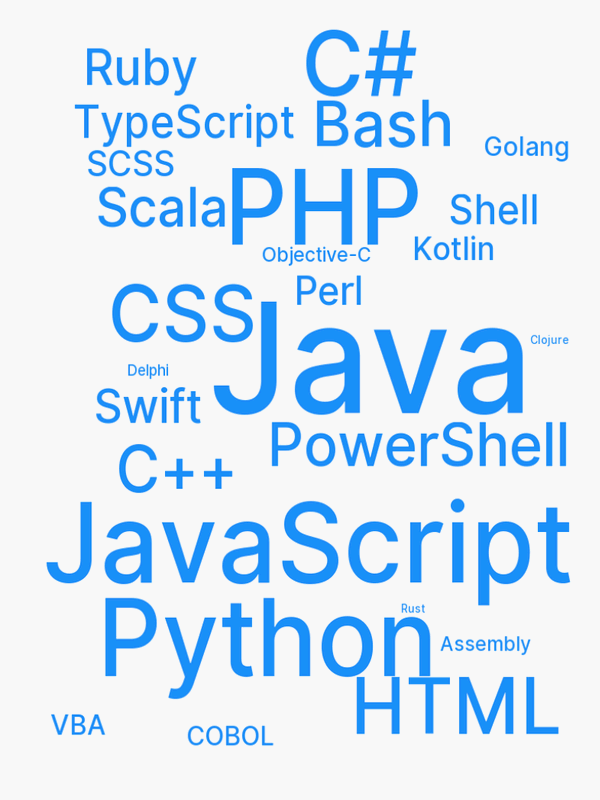 C#
Ruby
TypeScript
Bash
Golang
SCSS
Scala
PHP
Shell
Kotlin
Objective-C
Perl
CSS
Java
Clojure
Delphi
Swift
PowerShell
C++
JavaScript
Python
Rust
Assembly
HTML
VBA
COBOL